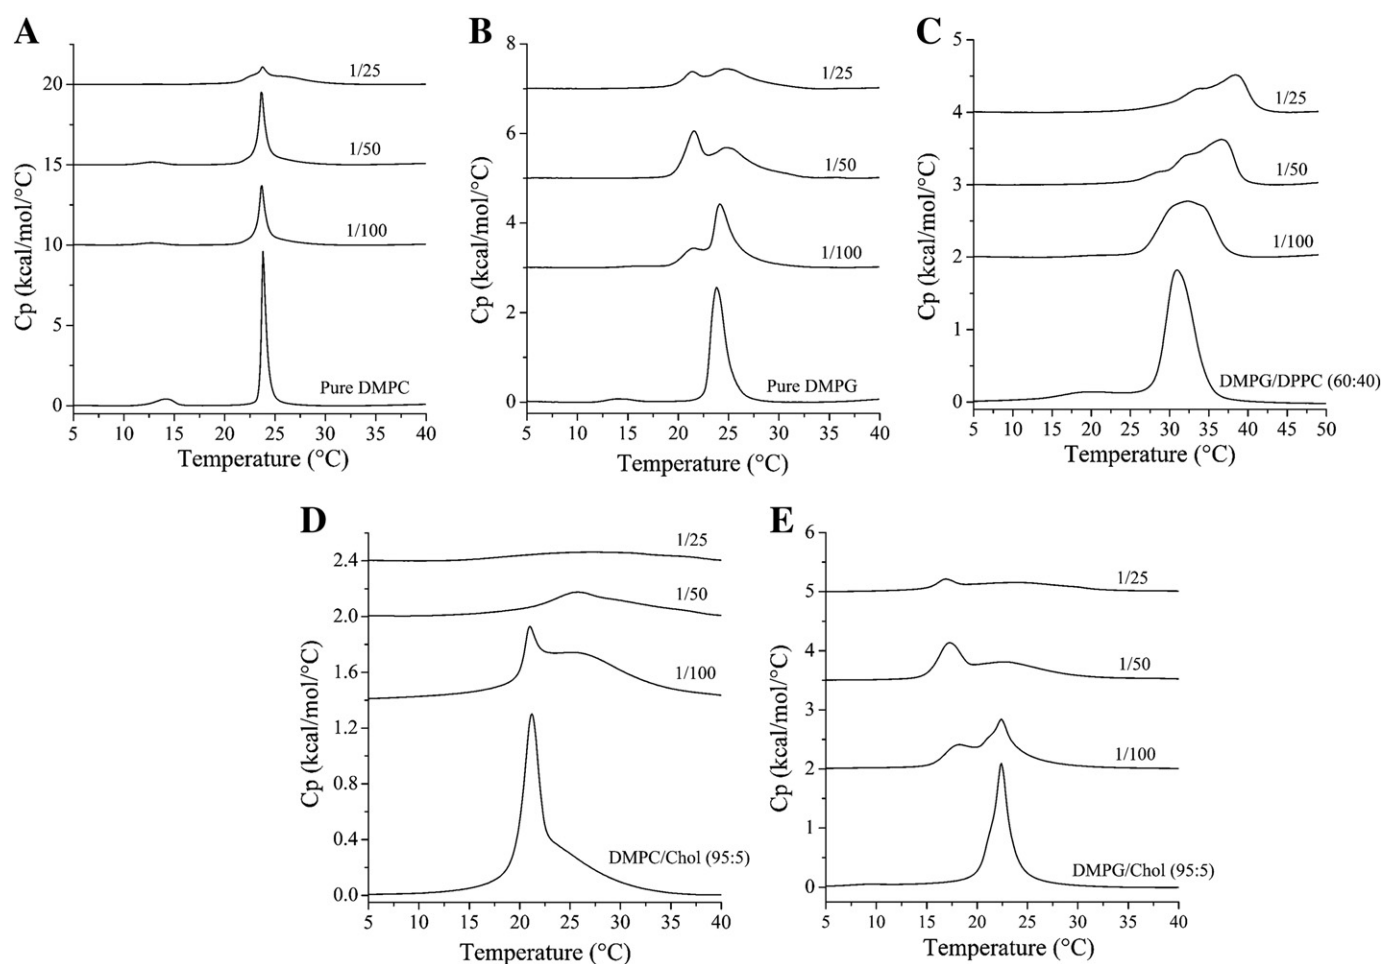 A
Cp (kcal/mol/°C)
20
15
10
5
0
1/25
1/50
1/100
Pure DMPC
5 10 15 20 25 30 35 40
Temperature (°C)
B
Cp (kcal/mol/°C)
8
6
4
2
0
1/25
1/50
1/100
Pure DMPG
5 10 15 20 25 30 35 40
Temperature (°C)
C
Cp (kcal/mol/°C)
5
4
3
2
1
0
1/25
1/50
1/100
DMPG/DPPC (60:40)
5 10 15 20 25 30 35 40 45 50
Temperature (°C)
D
Cp (kcal/mol/°C)
2.4
2.0
1.6
1.2
0.8
0.4
0.0
1/25
1/50
1/100
DMPC/Chol (95:5)
5 10 15 20 25 30 35 40
Temperature (°C)
E
Cp (kcal/mol/°C)
6
5
4
3
2
1
0
1/25
1/50
1/100
DMPG/Chol (95:5)
5 10 15 20 25 30 35 40
Temperature (°C)